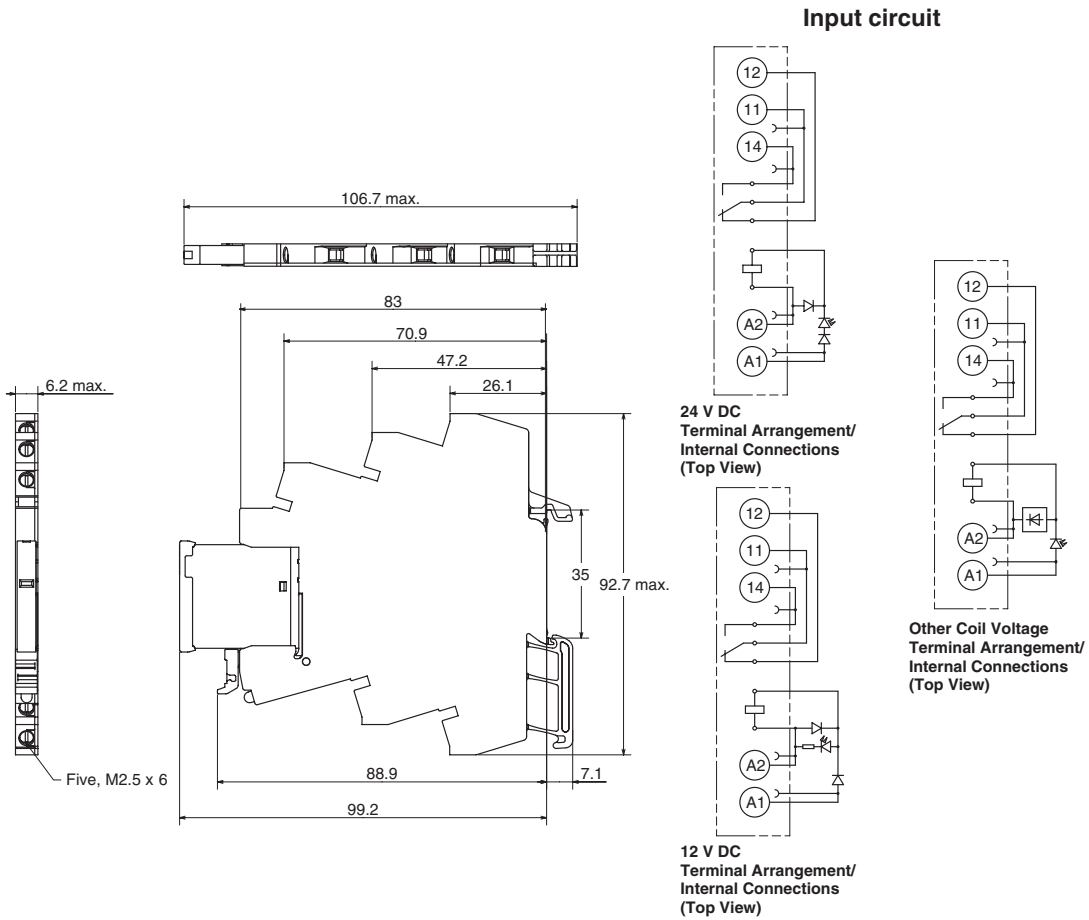 Input circuit
106.7 max.
83
70.9
47.2
26.1
6.2 max.
35
92.7 max.
Five, M2.5 x 6
88.9
7.1
99.2
12
11
14
A2
A1
24 V DC
Terminal Arrangement/
Internal Connections
(Top View)
12
11
14
A2
A1
Other Coil Voltage
Terminal Arrangement/
Internal Connections
(Top View)
12
11
14
A2
A1
12 V DC
Terminal Arrangement/
Internal Connections
(Top View)